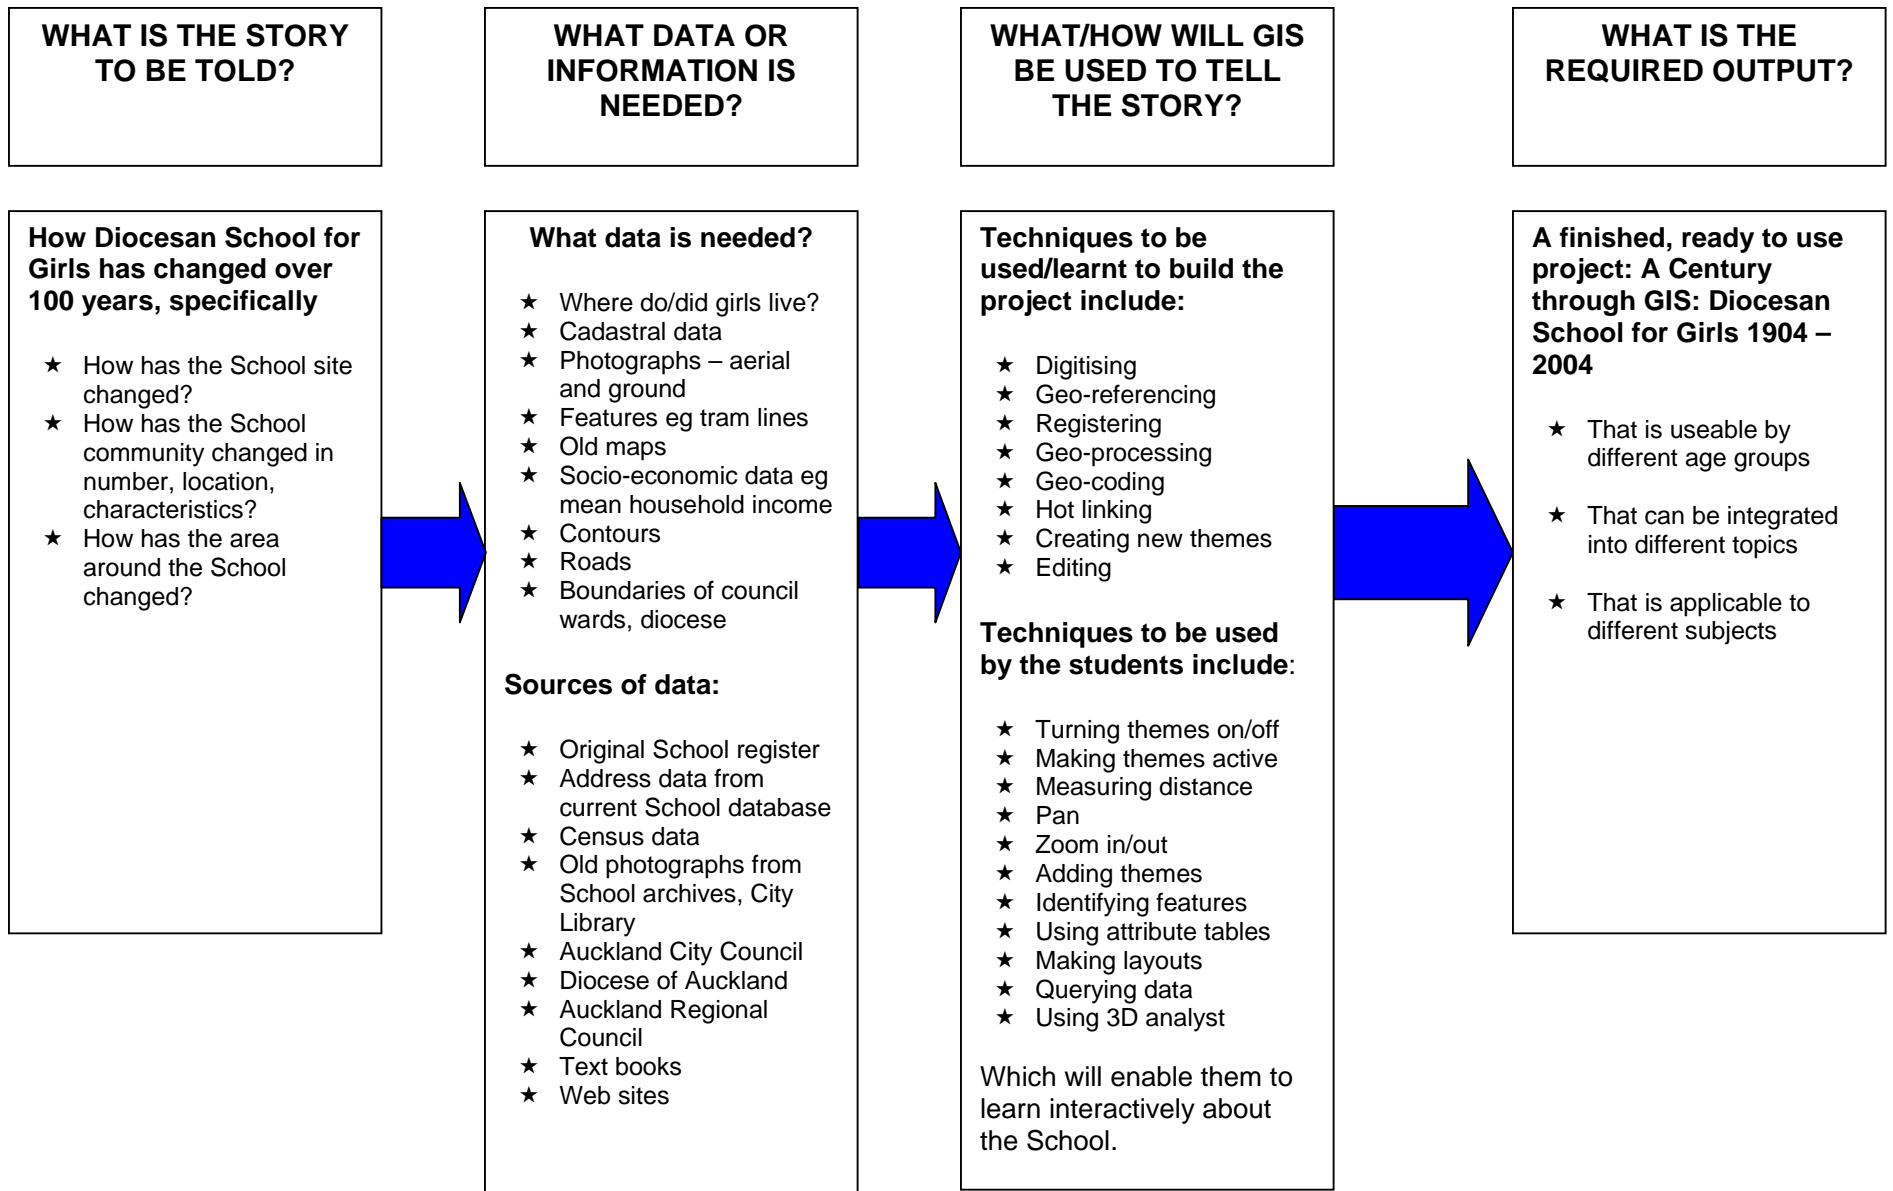 WHAT IS THE STORY
TO BE TOLD?
WHAT DATA OR
INFORMATION IS
NEEDED?
WHAT/HOW WILL GIS
BE USED TO TELL
THE STORY?
WHAT IS THE
REQUIRED OUTPUT?
How Diocesan School for
Girls has changed over
100 years, specifically
★ How has the School site
changed?
★ How has the School
community changed in
number, location,
characteristics?
★ How has the area
around the School
changed?
What data is needed?
★ Where do/did girls live?
★ Cadastral data
★ Photographs – aerial
and ground
★ Features eg tram lines
★ Old maps
★ Socio-economic data eg
mean household income
★ Contours
★ Roads
★ Boundaries of council
wards, diocese
Sources of data:
★ Original School register
★ Address data from
current School database
★ Census data
★ Old photographs from
School archives, City
Library
★ Auckland City Council
★ Diocese of Auckland
★ Auckland Regional
Council
★ Text books
★ Web sites
Techniques to be
used/learnt to build the
project include:
★ Digitising
★ Geo-referencing
★ Registering
★ Geo-processing
★ Geo-coding
★ Hot linking
★ Creating new themes
★ Editing
Techniques to be used
by the students include:
★ Turning themes on/off
★ Making themes active
★ Measuring distance
★ Pan
★ Zoom in/out
★ Adding themes
★ Identifying features
★ Using attribute tables
★ Making layouts
★ Querying data
★ Using 3D analyst
Which will enable them to
learn interactively about
the School.
A finished, ready to use
project: A Century
through GIS: Diocesan
School for Girls 1904 –
2004
★ That is useable by
different age groups
★ That can be integrated
into different topics
★ That is applicable to
different subjects